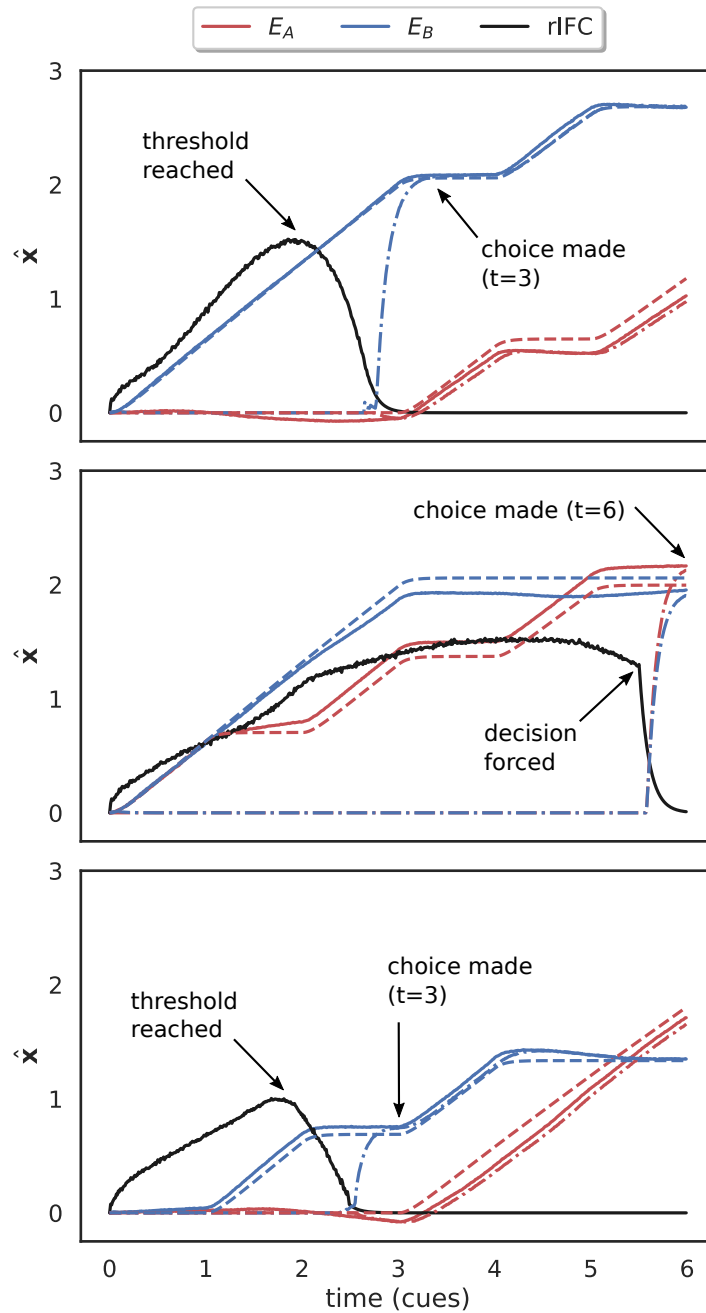 E_A E_B rIFC
3
threshold
reached
2
choice made
(t=3)
x̂
1
0
3
choice made (t=6)
2
x̂
1
decision
forced
0
3
choice made
(t=3)
2
threshold
reached
x̂
1
0
0 1 2 3 4 5 6
time (cues)